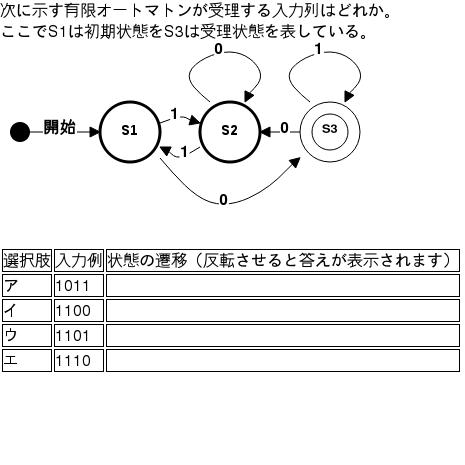 次に示す有限オートマトンが受理する入力列はどれか。
ここでS1は初期状態をS3は受理状態を表している。
0 1
開始 S1 1 S2 0 S3
1
0
選択肢 入力例 状態の遷移（反転させると答えが表示されます）
ア 1011
イ 1100
ウ 1101
エ 1110